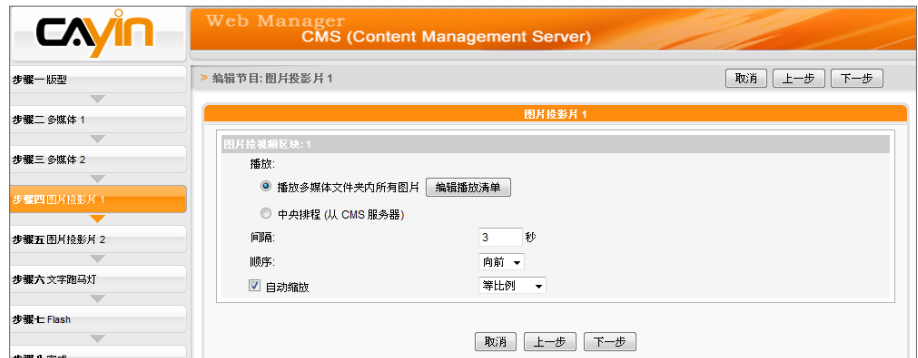 CAYIN
Web Manager
CMS (Content Management Server)
步骤一 版型
步骤二 多媒体 1
步骤三 多媒体 2
步骤四 图片投影片 1
步骤五 图片投影片 2
步骤六 文字跑马灯
步骤七 Flash
> 编辑节目: 图片投影片 1
取消 上一步 下一步
图片投影片 1
图片投视频区块: 1
播放:
播放多媒体文件夹内所有图片 编辑播放清单
中央排程 (从 CMS 服务器)
间隔: 3 秒
顺序: 向前
自动缩放 等比例
取消 上一步 下一步